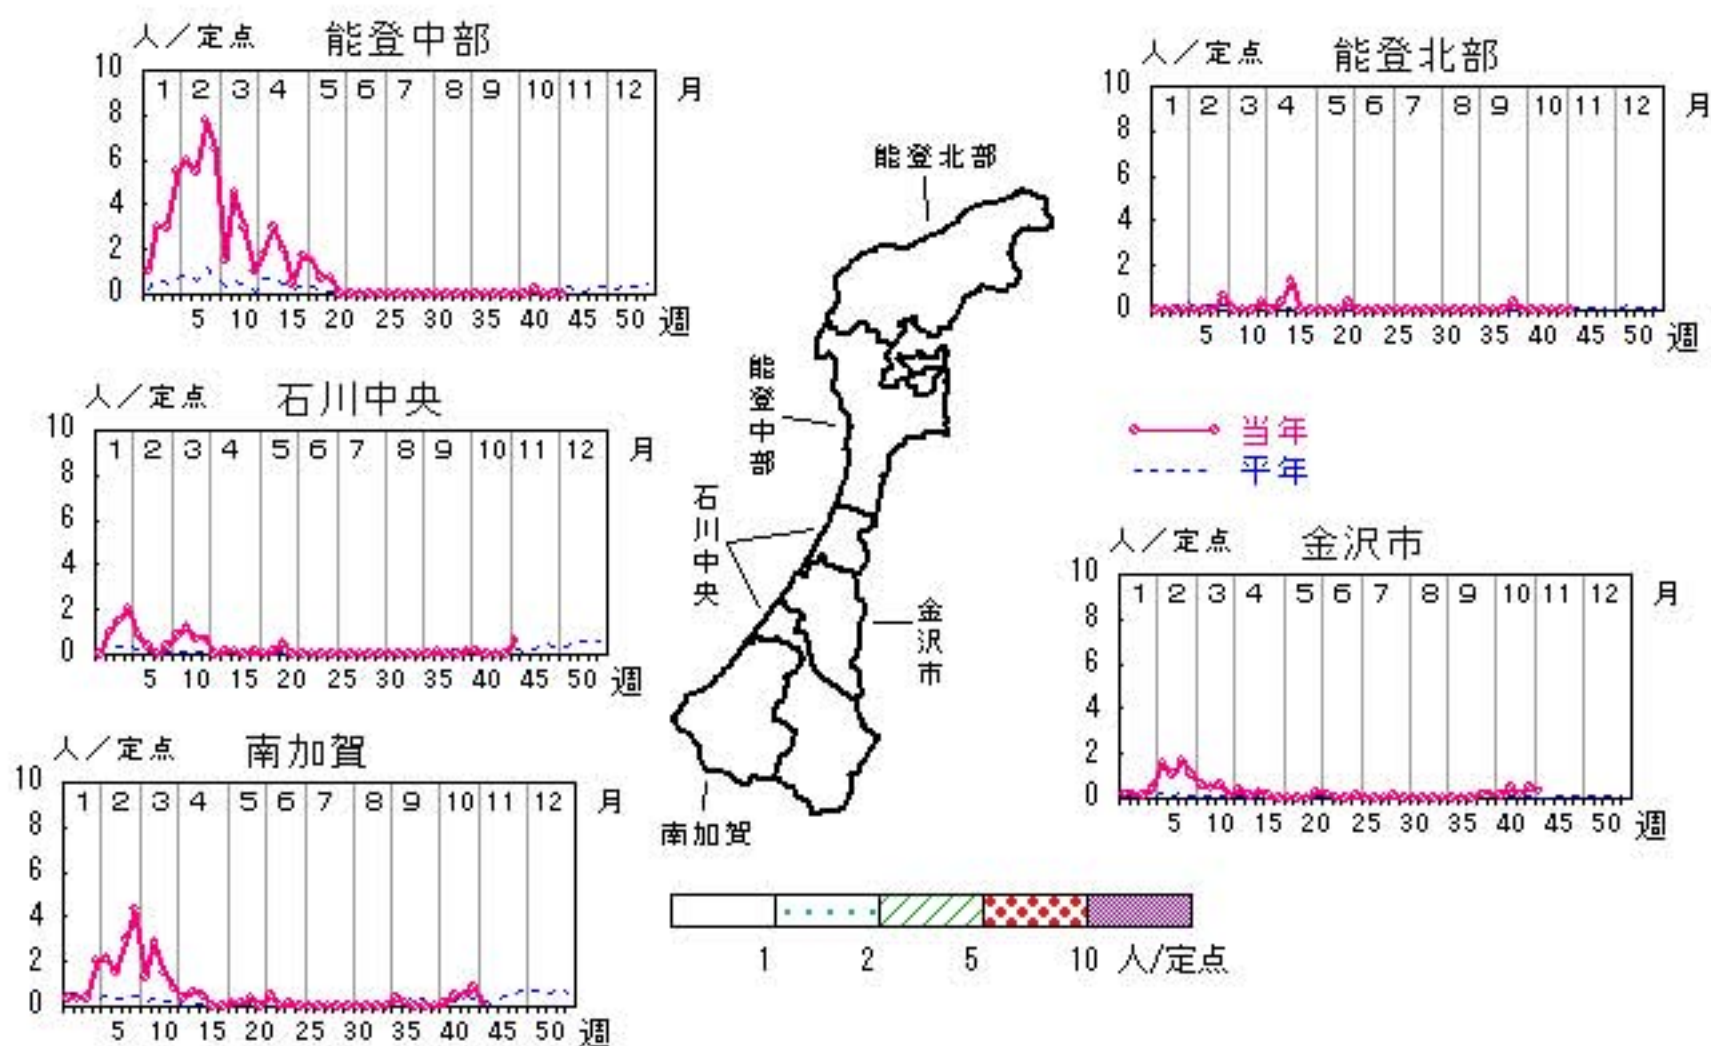 人／定点 能登中部
10 8 6 4 2 0
1 2 3 4 5 6 7 8 9 10 11 12 月
5 10 15 20 25 30 35 40 45 50 週
人／定点 能登北部
10 8 6 4 2 0
1 2 3 4 5 6 7 8 9 10 11 12 月
5 10 15 20 25 30 35 40 45 50 週
人／定点 石川中央
10 8 6 4 2 0
1 2 3 4 5 6 7 8 9 10 11 12 月
5 10 15 20 25 30 35 40 45 50 週
能登北部
能登中部
石川中央
金沢市
南加賀
当年
平年
人／定点 金沢市
10 8 6 4 2 0
1 2 3 4 5 6 7 8 9 10 11 12 月
5 10 15 20 25 30 35 40 45 50 週
人／定点 南加賀
10 8 6 4 2 0
1 2 3 4 5 6 7 8 9 10 11 12 月
5 10 15 20 25 30 35 40 45 50 週
1 2 5 10 人/定点